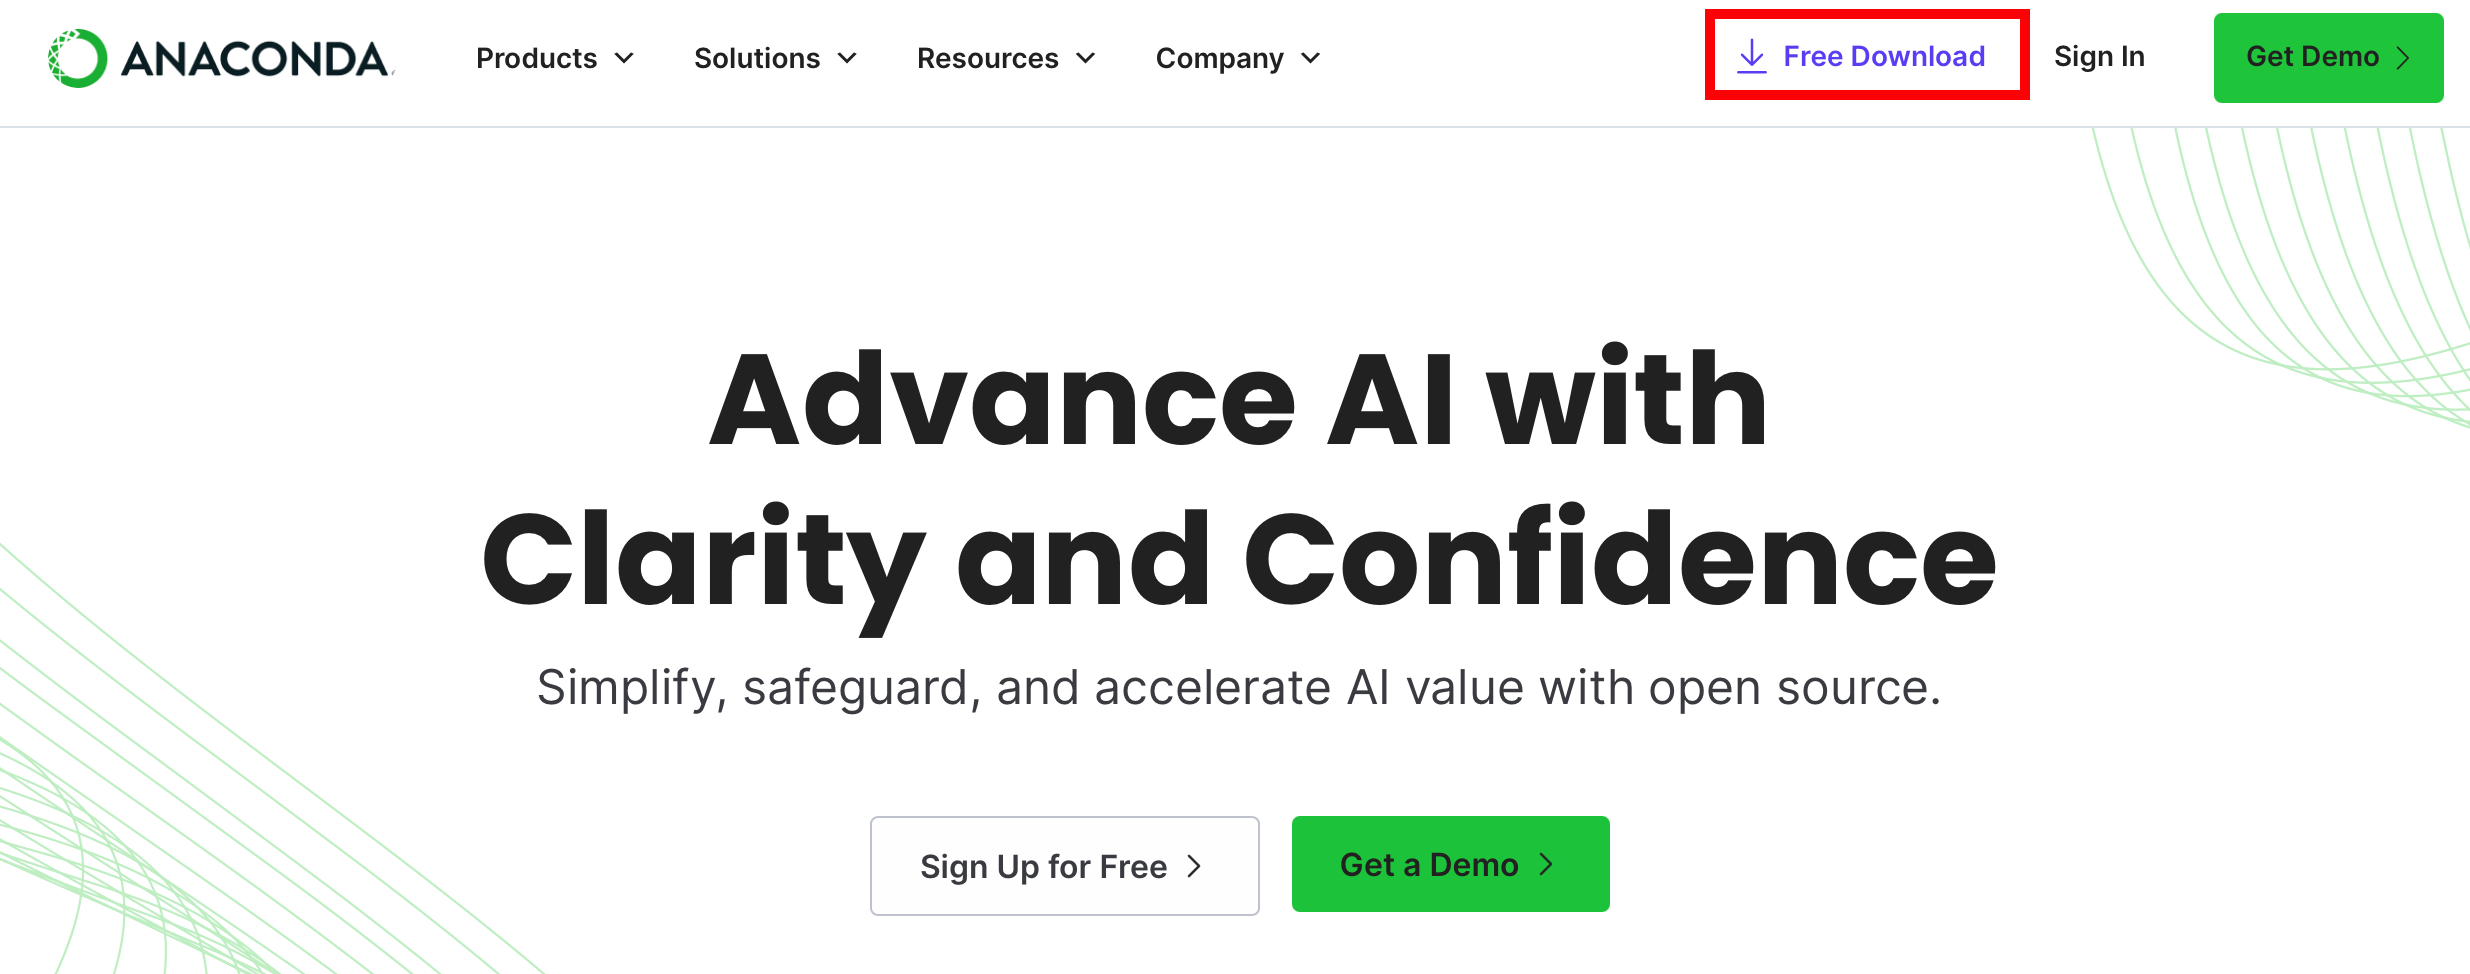 ANACONDA
Products
Solutions
Resources
Company
Free Download
Sign In
Get Demo
Advance AI with
Clarity and Confidence
Simplify, safeguard, and accelerate AI value with open source.
Sign Up for Free
Get a Demo